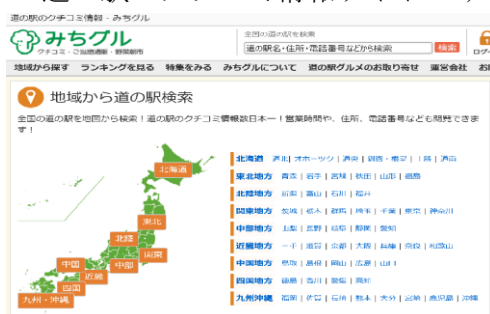 道の駅のクチコミ情報 - みちグル
みちグル
クチコミ・ご当地情報・野菜朝市
全国の道の駅を検索
道の駅名・住所・電話番号などから検索
検索
ログ
地域から探す ランキングを見る 特集をみる みちグルについて 道の駅グルメのお取り寄せ 運営会社 お問
地域から道の駅検索
全国の道の駅を地図から検索！道の駅のクチコミ情報数日本一！営業時間や、住所、電話番号なども閲覧できま
す！
北海道 道北 | オホーツク | 道央 | 釧路・根室 | 十勝 | 道南
東北地方 青森 | 岩手 | 宮城 | 秋田 | 山形 | 福島
北陸地方 新潟 | 富山 | 石川 | 福井
関東地方 茨城 | 栃木 | 群馬 | 埼玉 | 千葉 | 東京 | 神奈川
中部地方 山梨 | 長野 | 岐阜 | 静岡 | 愛知
近畿地方 三重 | 滋賀 | 京都 | 大阪 | 兵庫 | 奈良 | 和歌山
中国地方 鳥取 | 島根 | 岡山 | 広島 | 山口
四国地方 徳島 | 香川 | 愛媛 | 高知
九州沖縄 福岡 | 佐賀 | 長崎 | 熊本 | 大分 | 宮崎 | 鹿児島 | 沖縄
北海道
東北
北陸
関東
中国
中部
近畿
四国
九州・沖縄